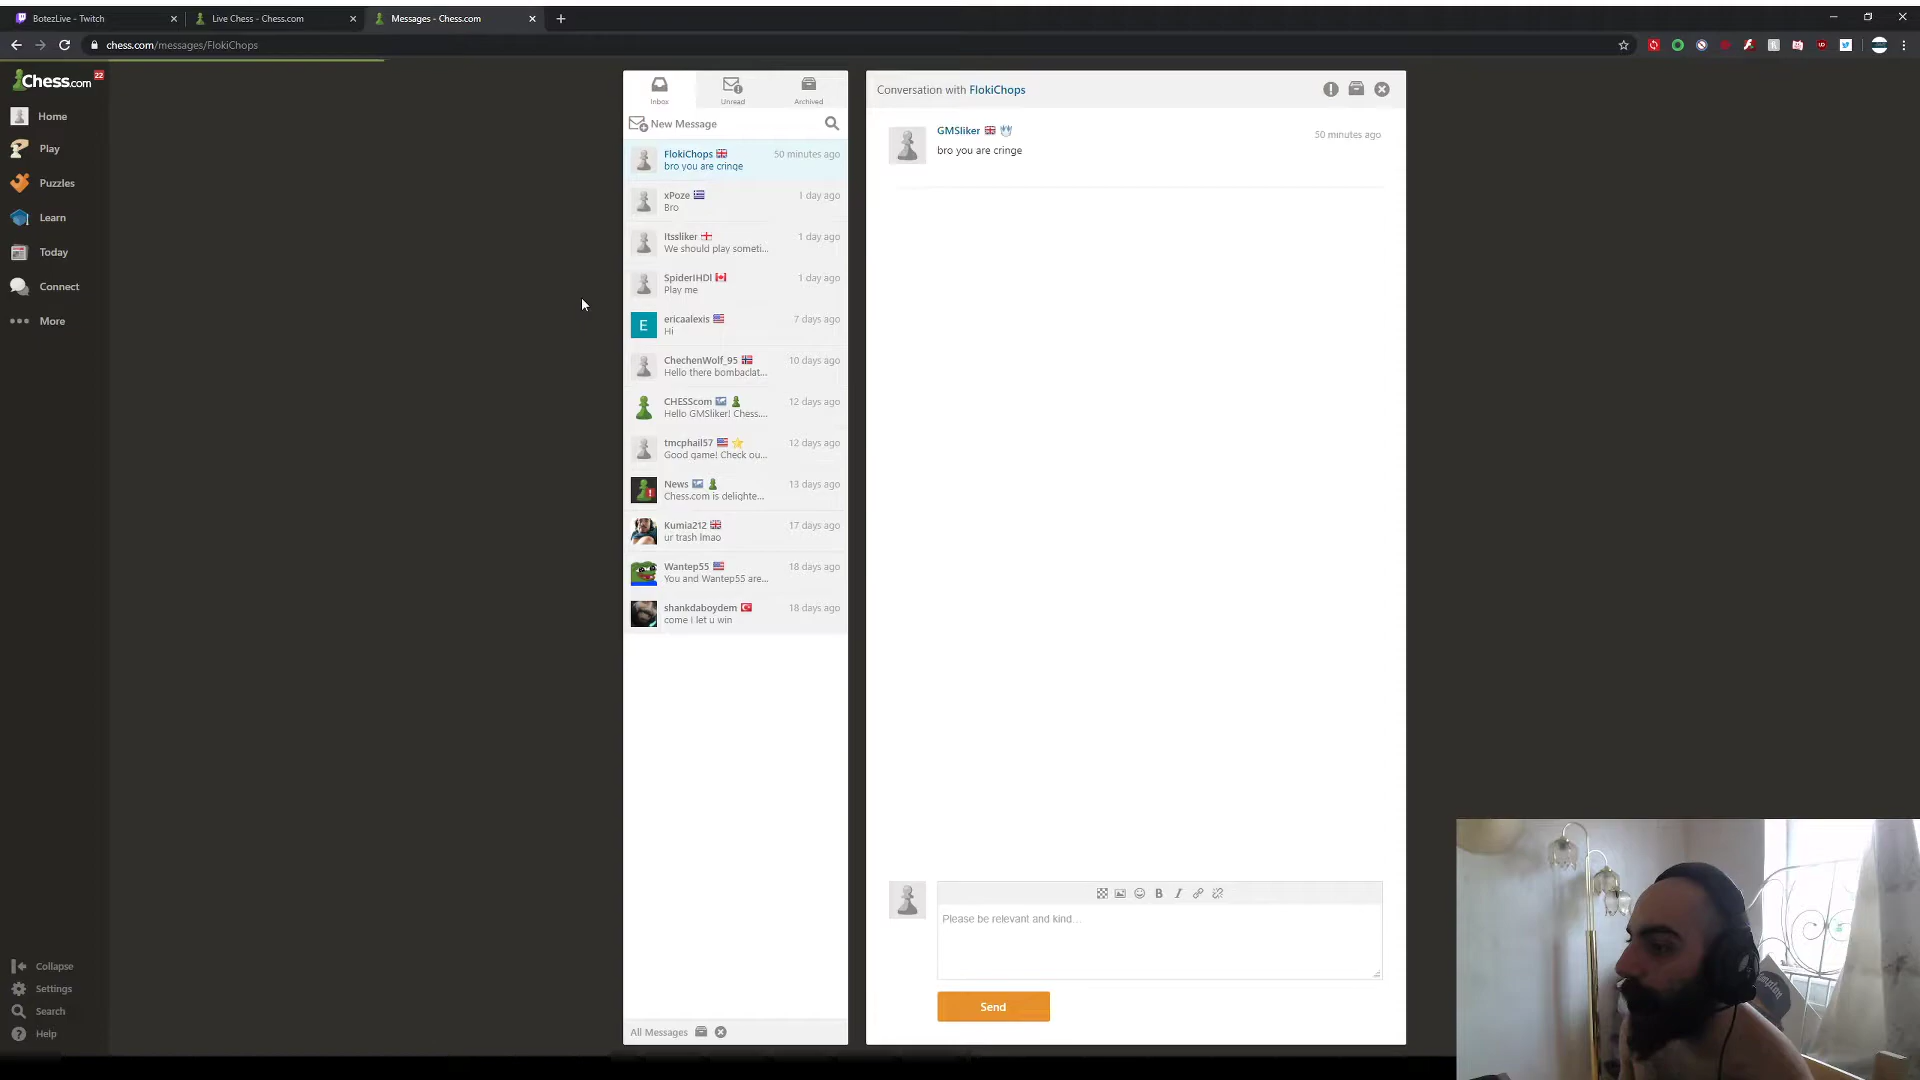 BotezLive - Twitch
Live Chess - Chess.com
Messages - Chess.com
chess.com/messages/FlokiChops
Chess.com
22
Home
Play
Puzzles
Learn
Today
Connect
More
Collapse
Settings
Search
Help
Inbox
Unread
Archived
New Message
FlokiChops
50 minutes ago
bro you are cringe
xPoze
1 day ago
Bro
Itssliker
1 day ago
We should play someti...
1 day ago
Play me
E
ericaalexis
7 days ago
Hi
ChechenWolf_95
10 days ago
Hello there bombaclat...
CHESScom
12 days ago
Hello GMSliker! Chess....
tmcphail57
12 days ago
Good game! Check ou...
News
13 days ago
Chess.com is delighte...
Kumia212
17 days ago
ur trash lmao
Wantep55
18 days ago
You and Wantep55 are...
shankdaboydem
18 days ago
come i let u win
All Messages
Conversation with FlokiChops
GMSliker
50 minutes ago
bro you are cringe
B I
Please be relevant and kind...
Send